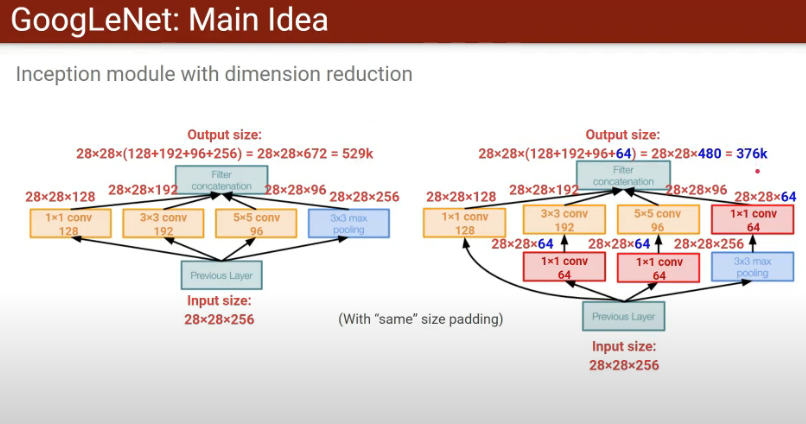 GoogLeNet: Main Idea
Inception module with dimension reduction
Output size:
28×28×(128+192+96+256) = 28×28×672 = 529k
Filter
concatenation
28×28×128
28×28×192
28×28×96
28×28×256
1×1 conv
128
3×3 conv
192
5×5 conv
96
3x3 max
pooling
Previous Layer
Input size:
28×28×256
(With “same” size padding)
Output size:
28×28×(128+192+96+64) = 28×28×480 = 376k
Filter
concatenation
28×28×128
28×28×192
28×28×96
28×28×64
1×1 conv
128
3×3 conv
192
5×5 conv
96
1×1 conv
64
28×28×64
28×28×64
28×28×256
1×1 conv
64
1×1 conv
64
3x3 max
pooling
Previous Layer
Input size:
28×28×256